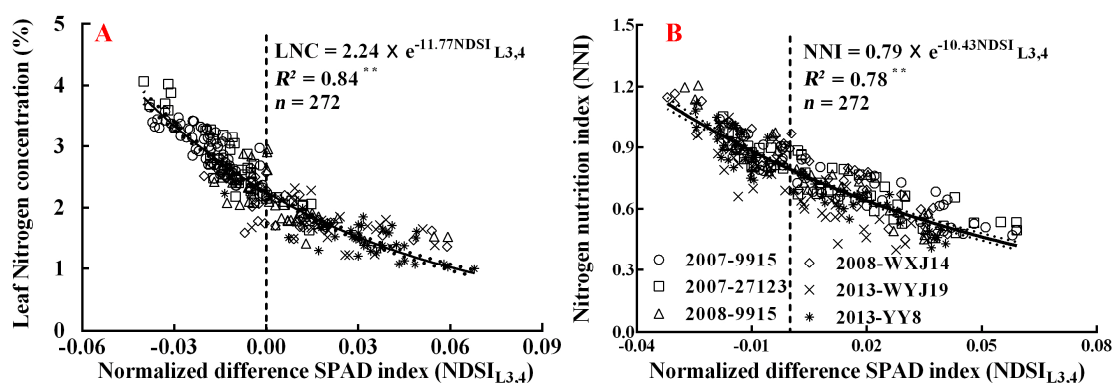 A
LNC = 2.24 × e-11.77NDSI L3,4
R² = 0.84 **
n = 272
Leaf Nitrogen concentration (%)
5
4
3
2
1
0
-0.06 -0.03 0.00 0.03 0.06 0.09
Normalized difference SPAD index (NDSIL3,4)
B
NNI = 0.79 × e-10.43NDSI L3,4
R² = 0.78 **
n = 272
Nitrogen nutrition index (NNI)
1.5
1.2
0.9
0.6
0.3
0.0
2007-9915
2007-27123
2008-9915
2008-WXJ14
2013-WYJ19
2013-YY8
-0.04 -0.01 0.02 0.05 0.08
Normalized difference SPAD index (NDSIL3,4)